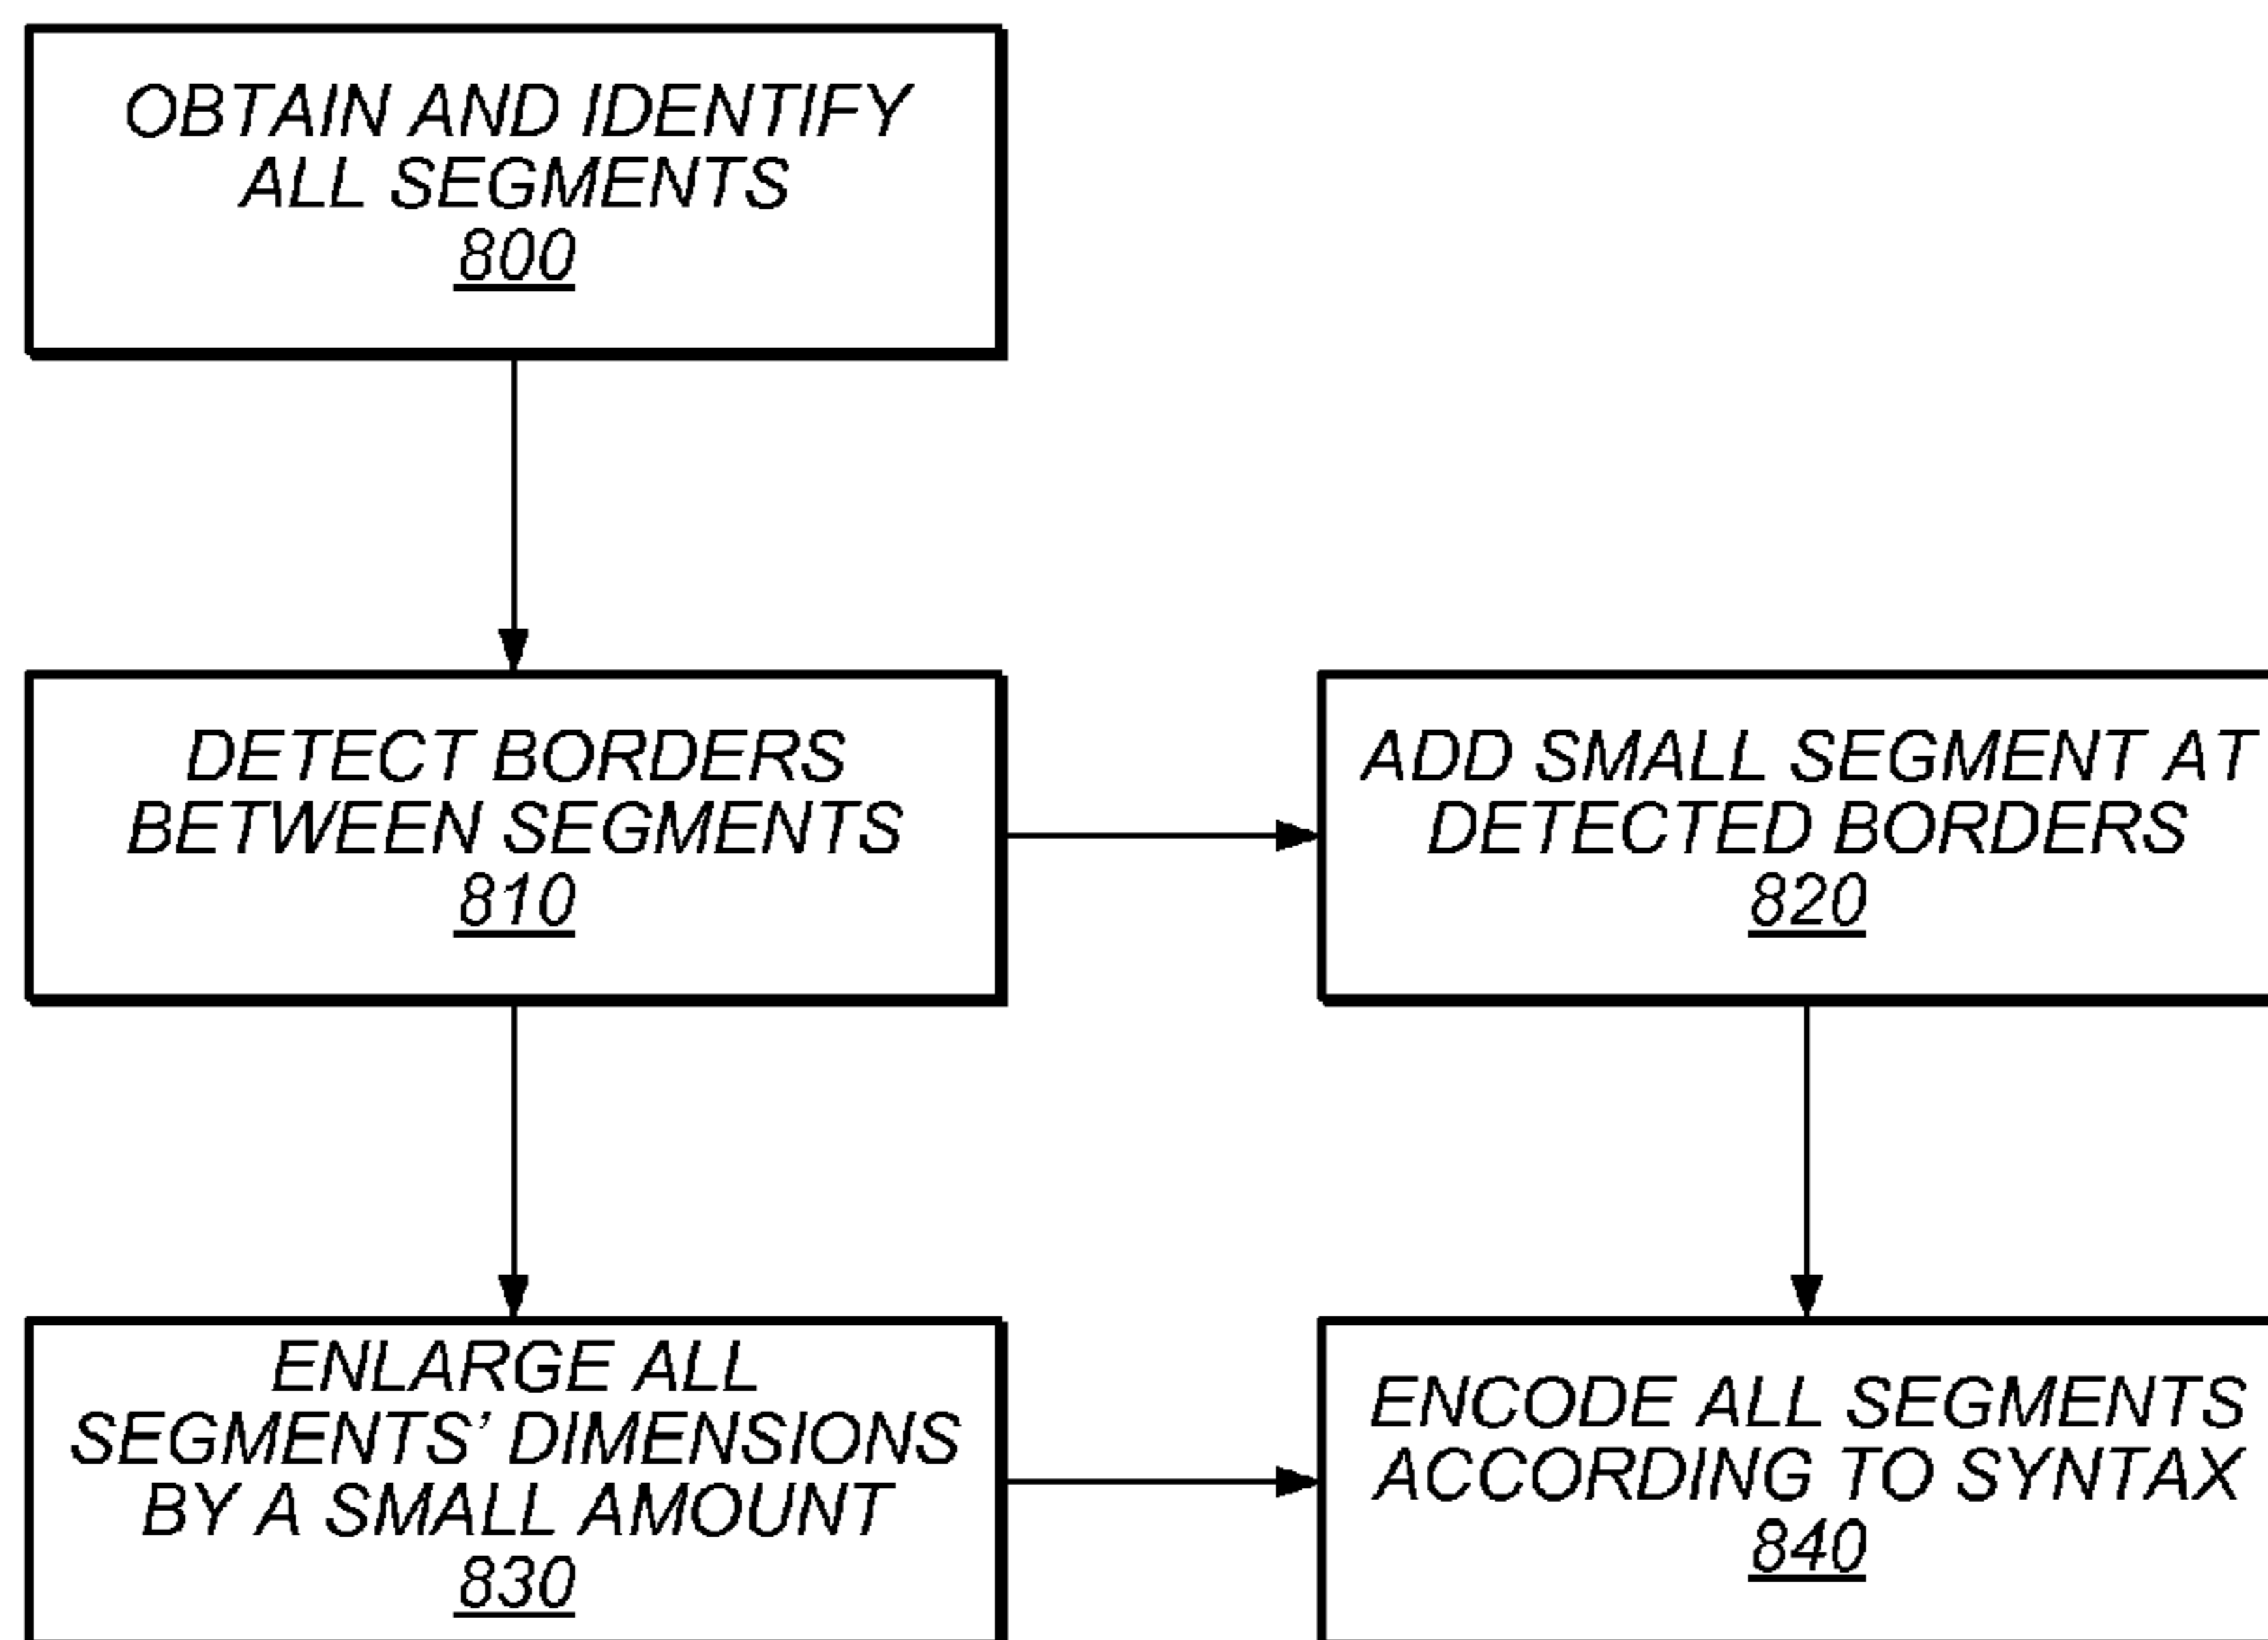 OBTAIN AND IDENTIFY
ALL SEGMENTS
800
DETECT BORDERS
BETWEEN SEGMENTS
810
ADD SMALL SEGMENT AT
DETECTED BORDERS
820
ENLARGE ALL
SEGMENTS’ DIMENSIONS
BY A SMALL AMOUNT
830
ENCODE ALL SEGMENTS
ACCORDING TO SYNTAX
840